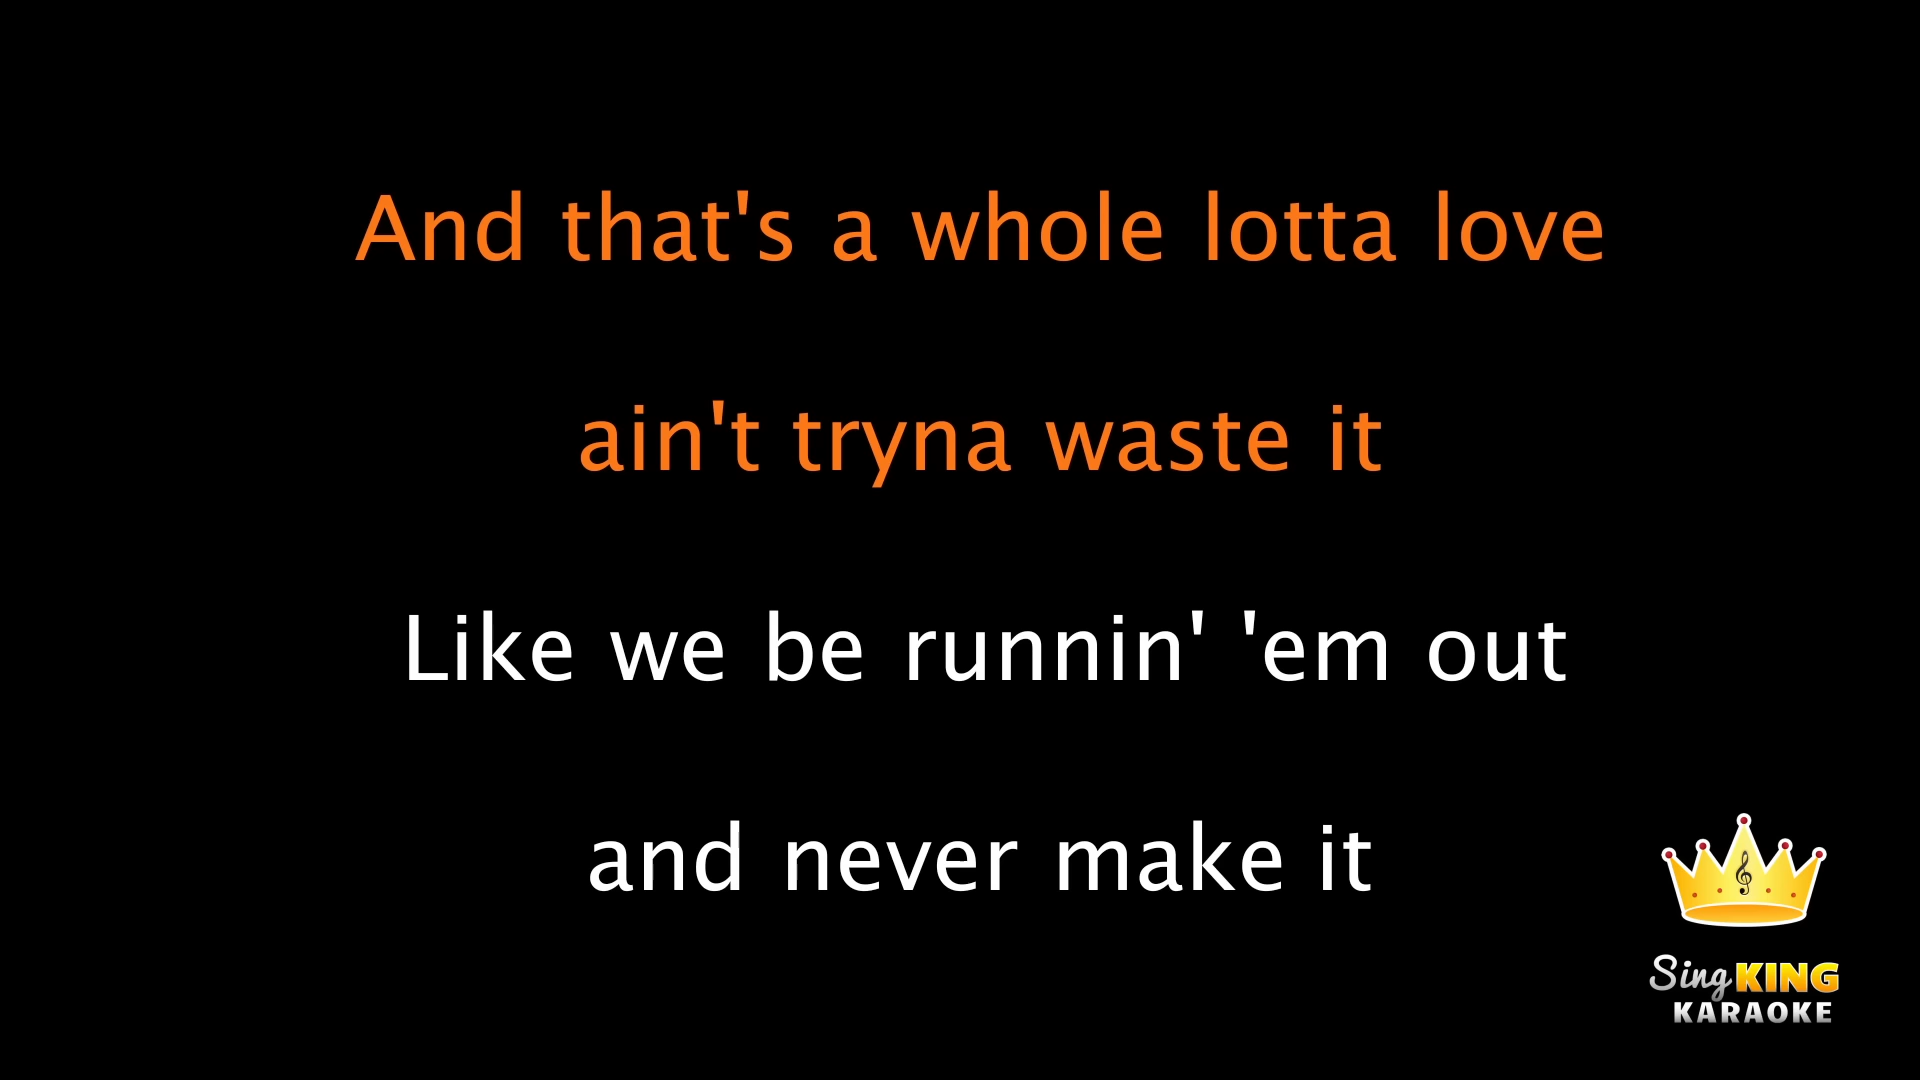 And that's a whole lotta love
ain't tryna waste it
Like we be runnin' 'em out
and never make it
Sing KING
KARAOKE